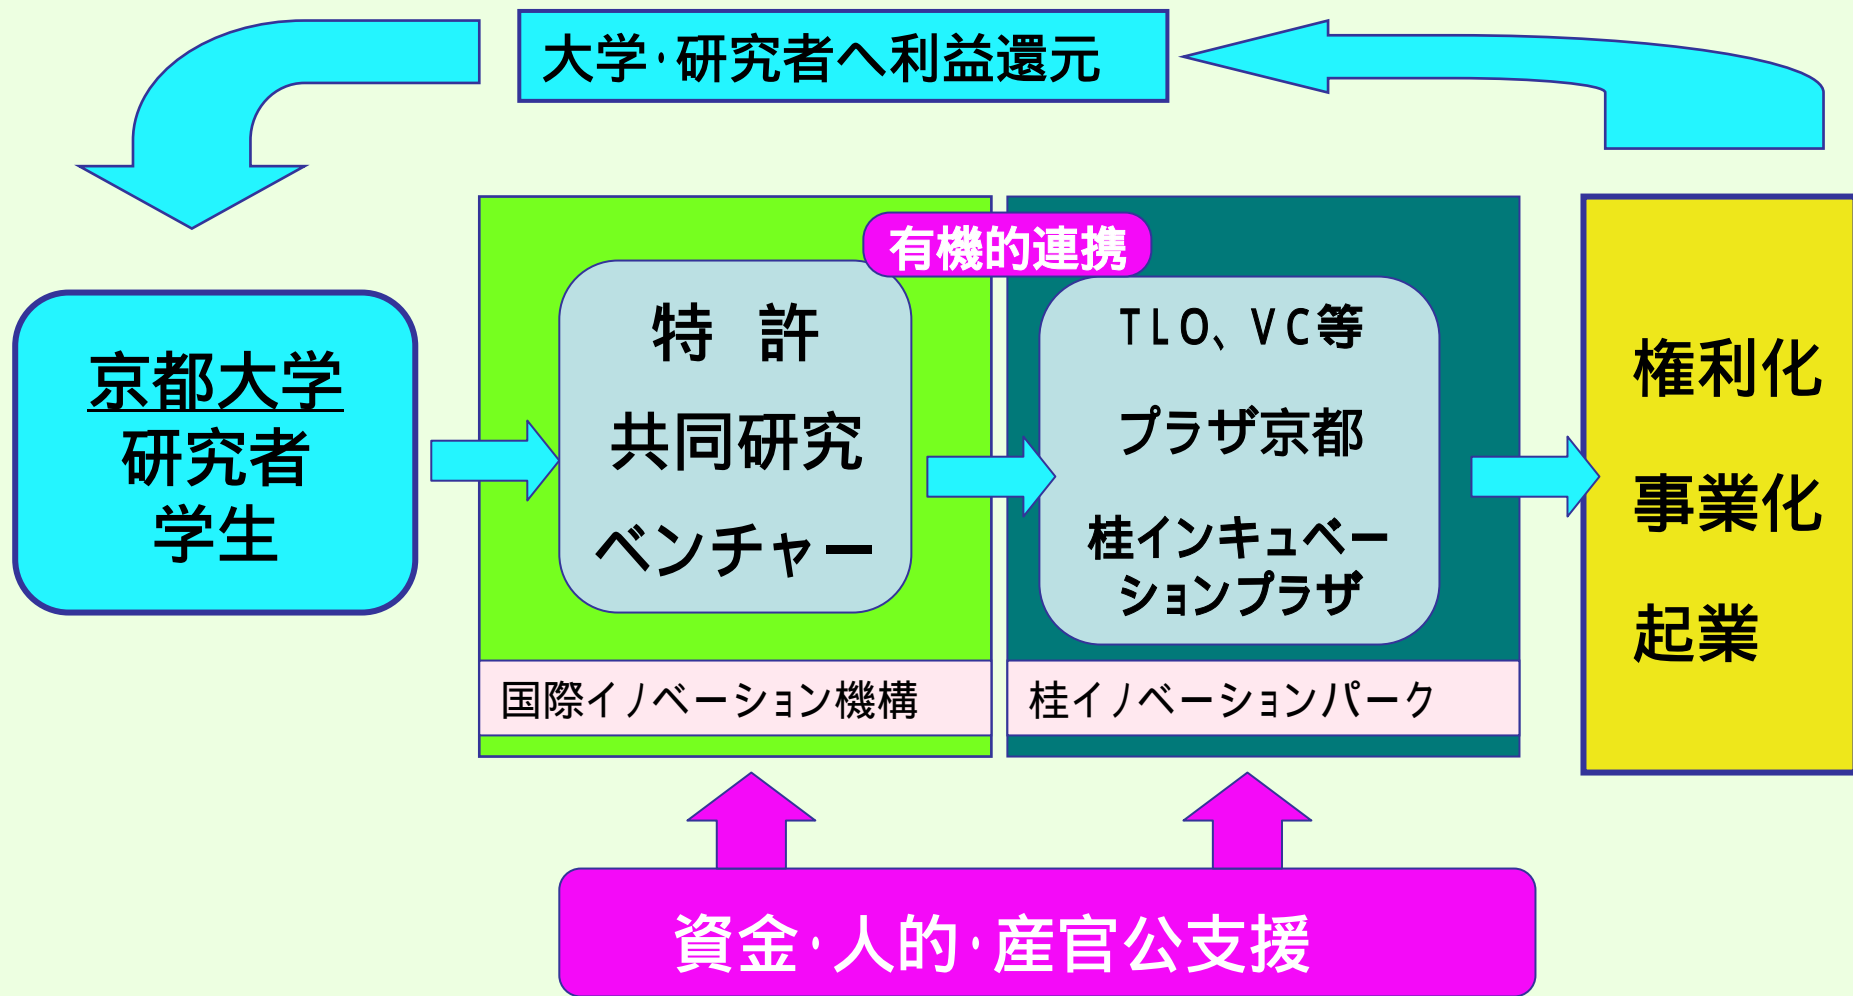 大学・研究者へ利益還元
有機的連携
京都大学
研究者
学生
特 許
共同研究
ベンチャー
国際イノベーション機構
TLO、VC等
プラザ京都
桂インキュベー
ションプラザ
桂イノベーションパーク
権利化
事業化
起業
資金・人的・産官公支援